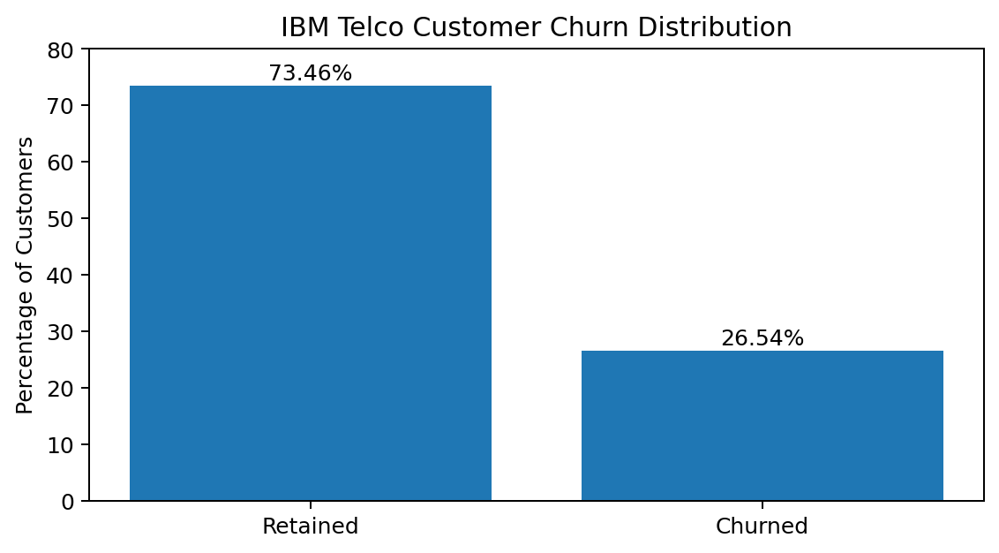 IBM Telco Customer Churn Distribution
Percentage of Customers
80
70
60
50
40
30
20
10
0
73.46%
26.54%
Retained
Churned